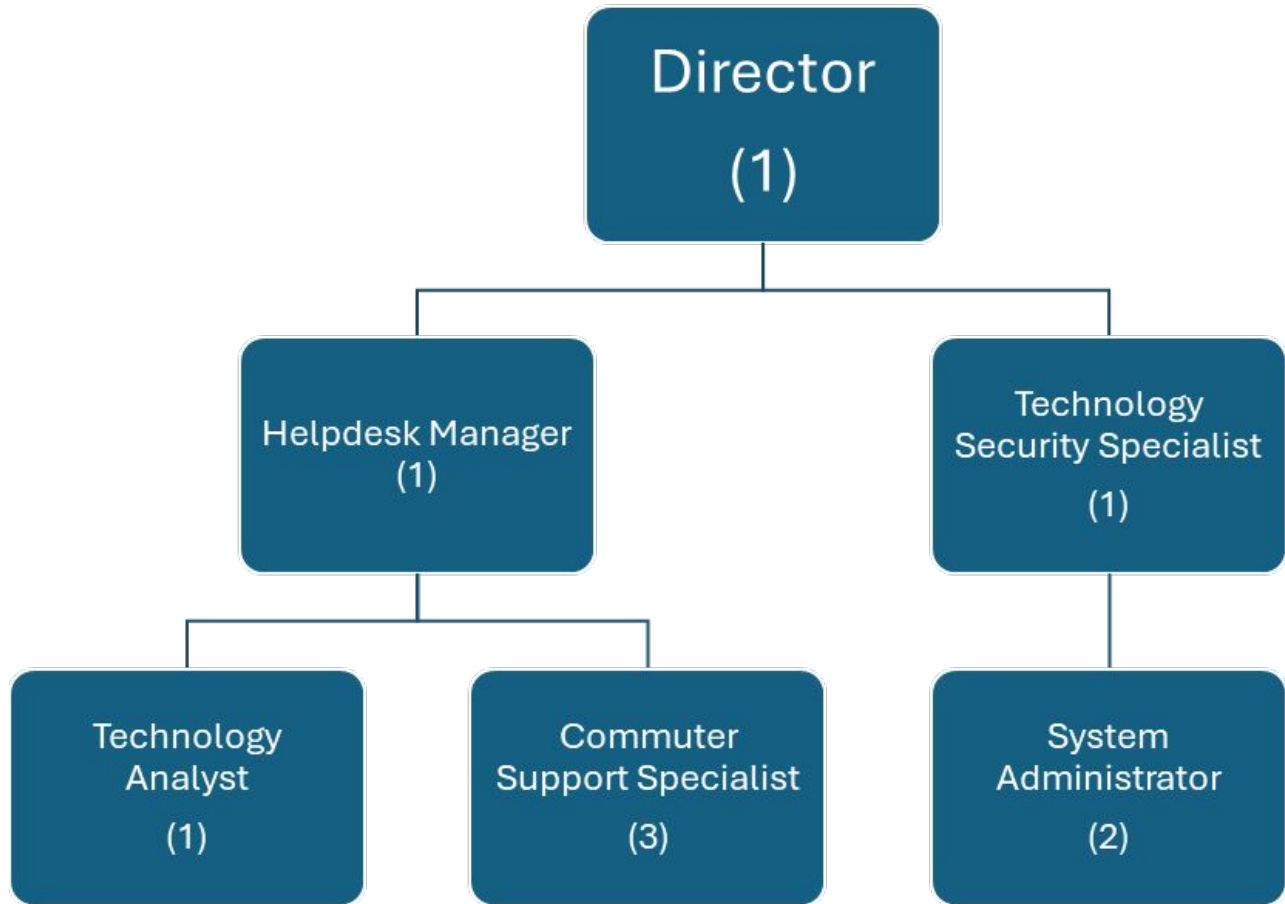 Director
(1)
Helpdesk Manager
(1)
Technology
Security Specialist
(1)
Technology
Analyst
(1)
Commuter
Support Specialist
(3)
System
Administrator
(2)